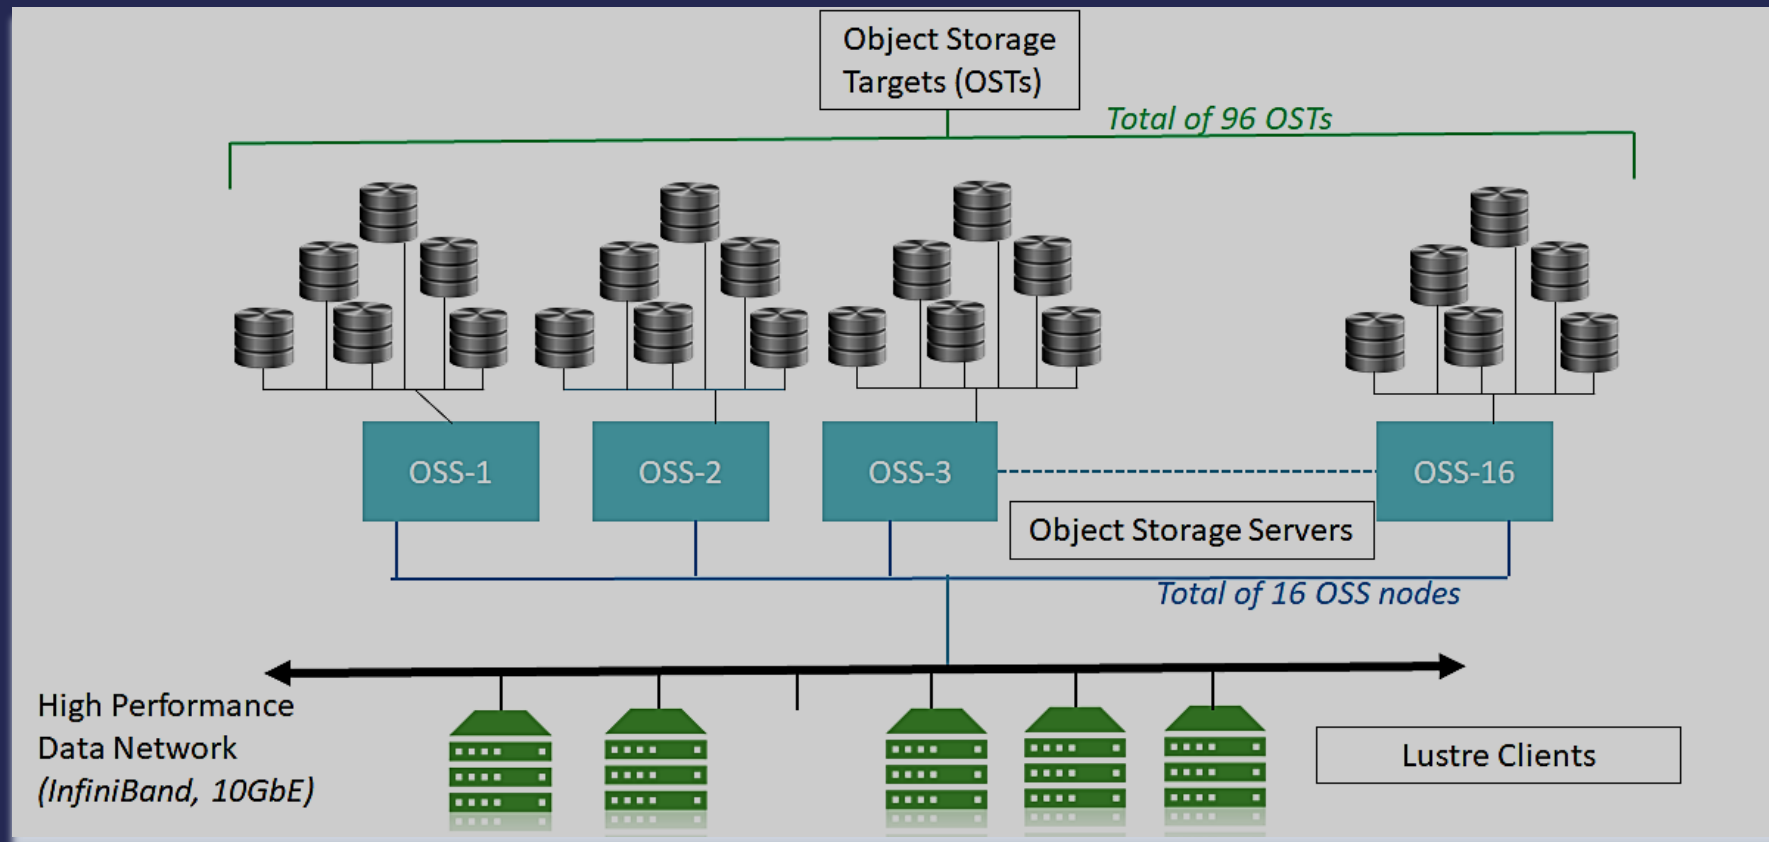 Object Storage
Targets (OSTs)
Total of 96 OSTs
OSS-1
OSS-2
OSS-3
OSS-16
Object Storage Servers
Total of 16 OSS nodes
High Performance
Data Network
(InfiniBand, 10GbE)
Lustre Clients